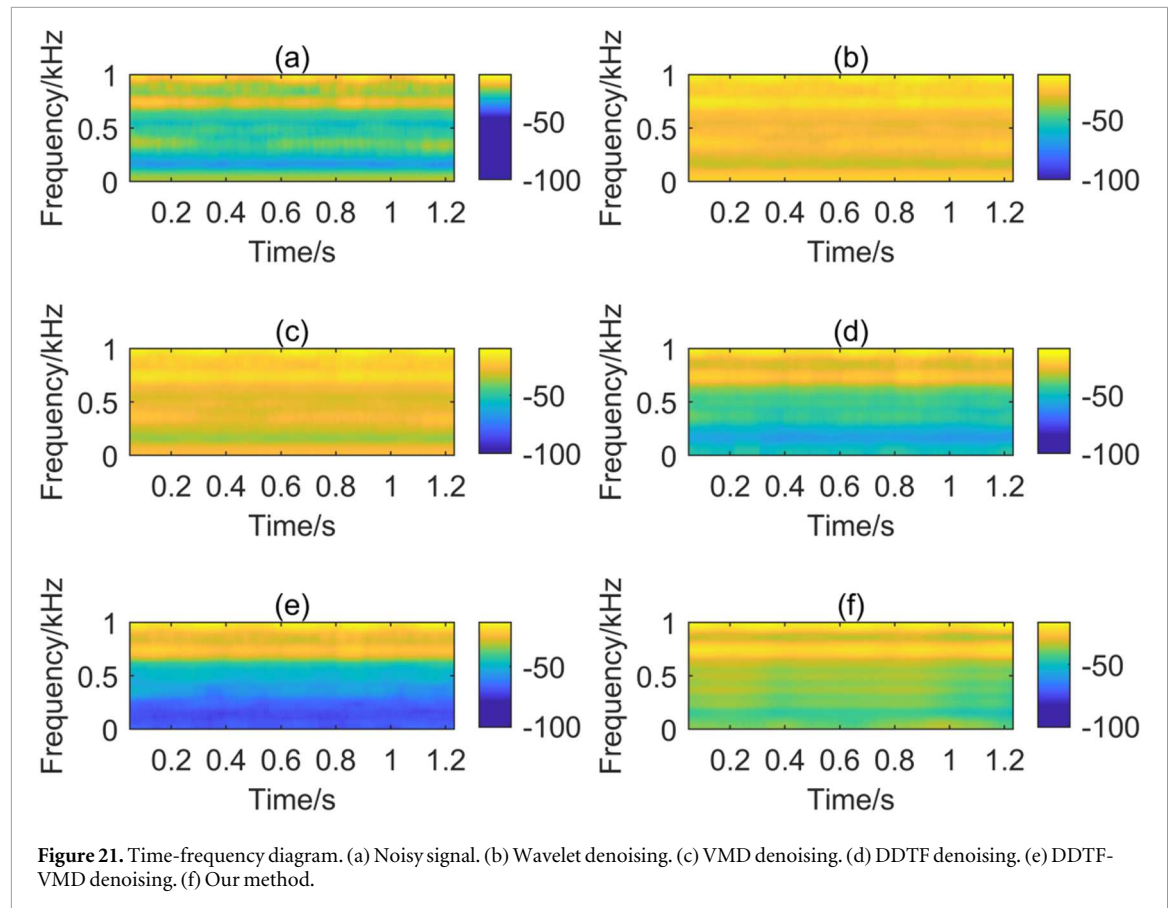 (a)
Frequency/kHz
1
0.5
0
0.2 0.4 0.6 0.8 1 1.2
Time/s
-50
-100
(b)
Frequency/kHz
1
0.5
0
0.2 0.4 0.6 0.8 1 1.2
Time/s
-50
-100
(c)
Frequency/kHz
1
0.5
0
0.2 0.4 0.6 0.8 1 1.2
Time/s
-50
-100
(d)
Frequency/kHz
1
0.5
0
0.2 0.4 0.6 0.8 1 1.2
Time/s
-50
-100
(e)
Frequency/kHz
1
0.5
0
0.2 0.4 0.6 0.8 1 1.2
Time/s
-50
-100
(f)
Frequency/kHz
1
0.5
0
0.2 0.4 0.6 0.8 1 1.2
Time/s
-50
-100
Figure 21. Time-frequency diagram. (a) Noisy signal. (b) Wavelet denoising. (c) VMD denoising. (d) DDTF denoising. (e) DDTF-
VMD denoising. (f) Our method.